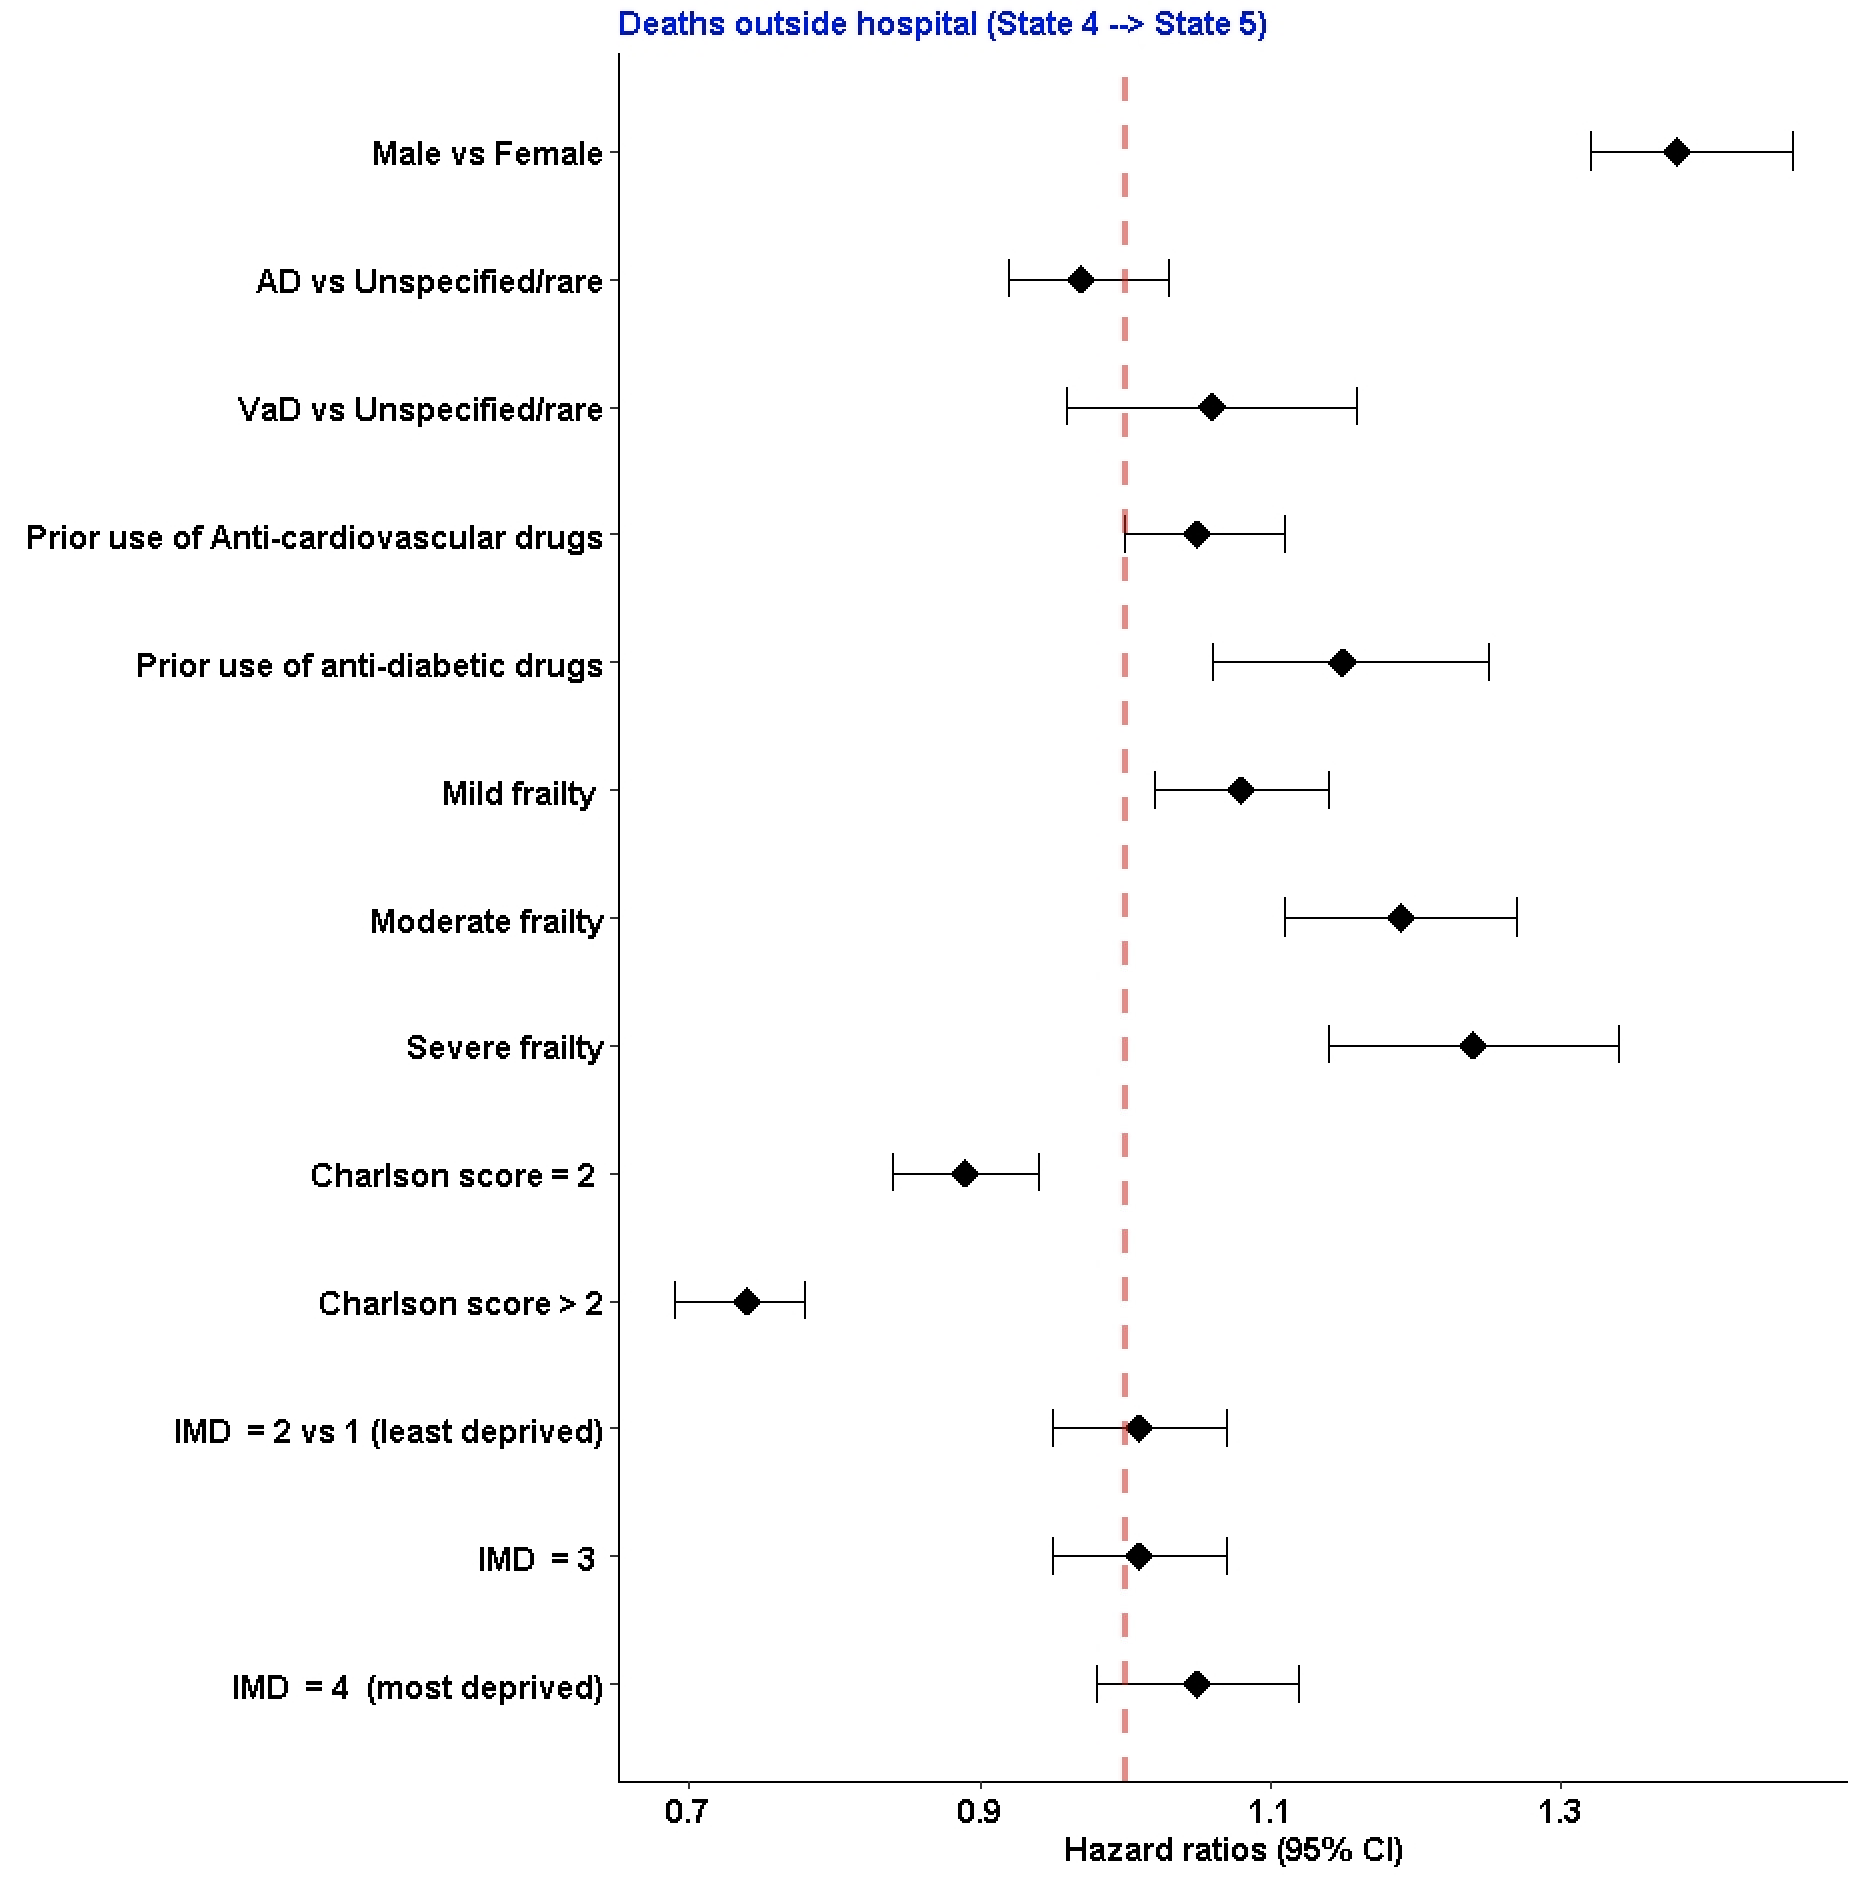 Deaths outside hospital (State 4 --> State 5)
Male vs Female
AD vs Unspecified/rare
VaD vs Unspecified/rare
Prior use of Anti-cardiovascular drugs
Prior use of anti-diabetic drugs
Mild frailty
Moderate frailty
Severe frailty
Charlson score = 2
Charlson score > 2
IMD = 2 vs 1 (least deprived)
IMD = 3
IMD = 4 (most deprived)
0.7 0.9 1.1 1.3
Hazard ratios (95% CI)